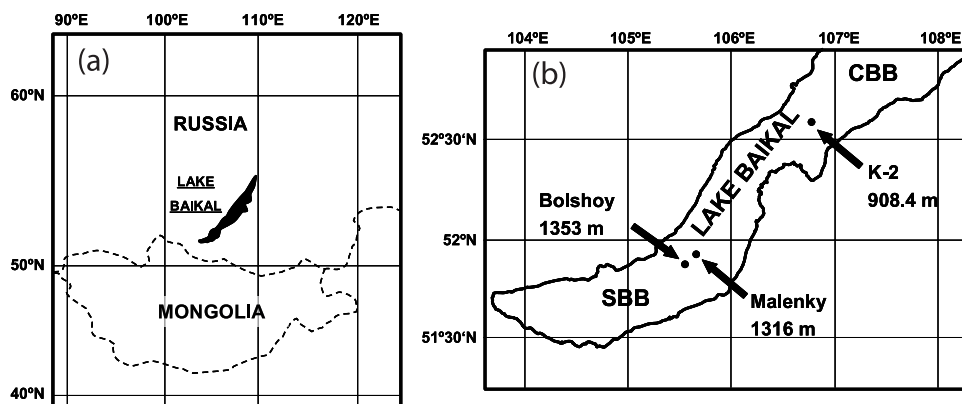 90ºE 100ºE 110ºE 120ºE
(a)
60ºN
RUSSIA
LAKE
BAIKAL
50ºN
MONGOLIA
40ºN
104ºE 105ºE 106ºE 107ºE 108ºE
(b)
CBB
52º30‘N
LAKE BAIKAL
K-2
908.4 m
Bolshoy
1353 m
52ºN
SBB
Malenky
1316 m
51º30‘N